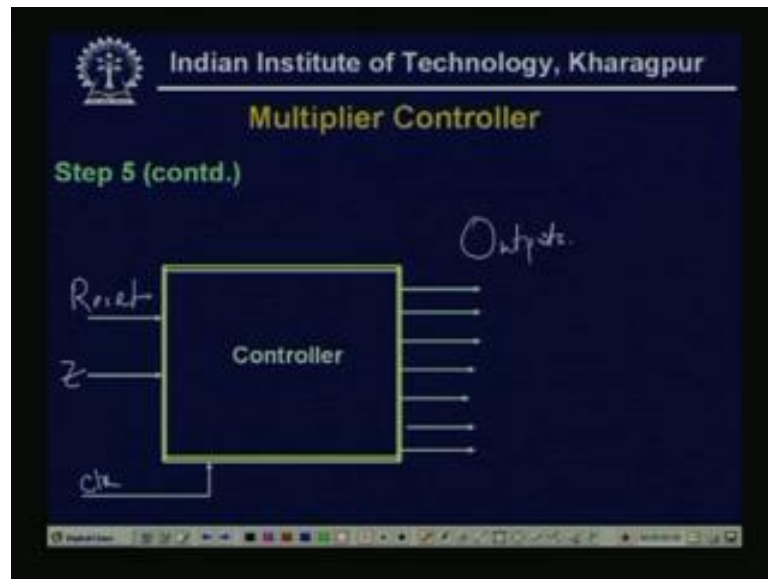 Indian Institute of Technology, Kharagpur
Multiplier Controller
Step 5 (contd.)
Outputs.
Reset
Controller
Z
Clk